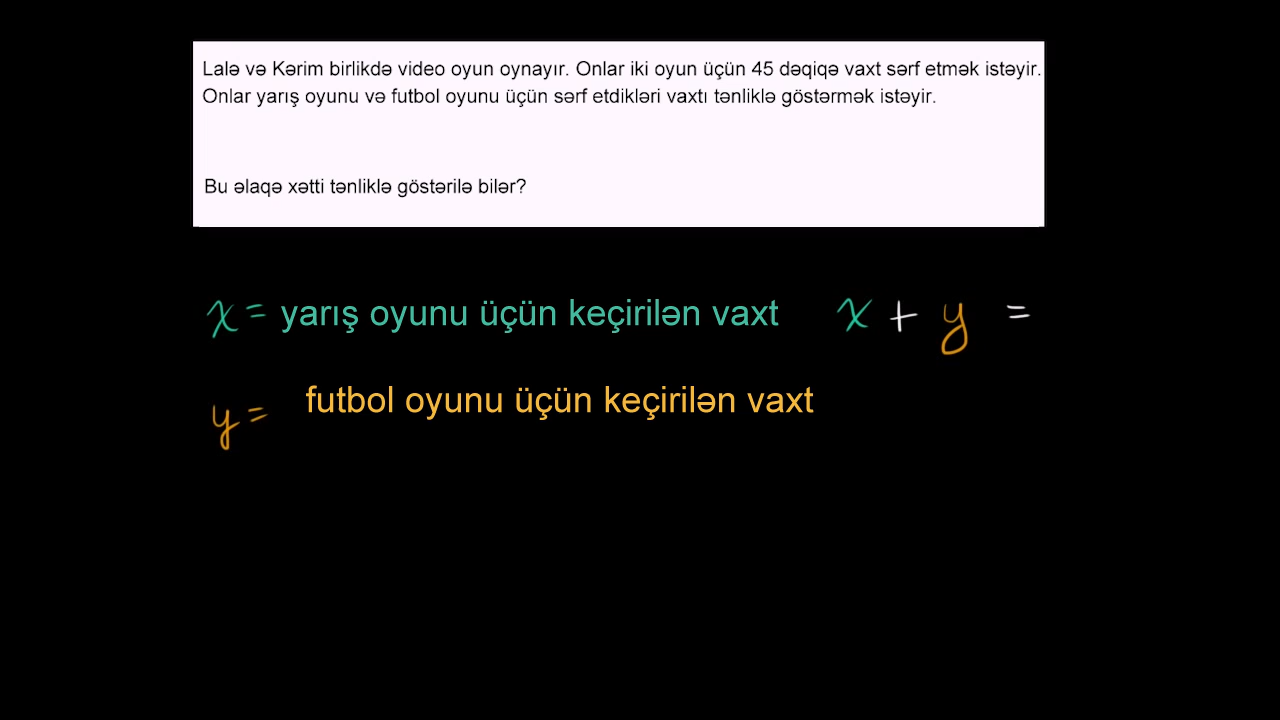 Lalə və Kərim birlikdə video oyun oynayır. Onlar iki oyun üçün 45 dəqiqə vaxt sərf etmək istəyir.
Onlar yarış oyunu və futbol oyunu üçün sərf etdikləri vaxtı tənliklə göstərmək istəyir.
Bu əlaqə xətti tənliklə göstərilə bilər?
x = yarış oyunu üçün keçirilən vaxt x + y =
y = futbol oyunu üçün keçirilən vaxt